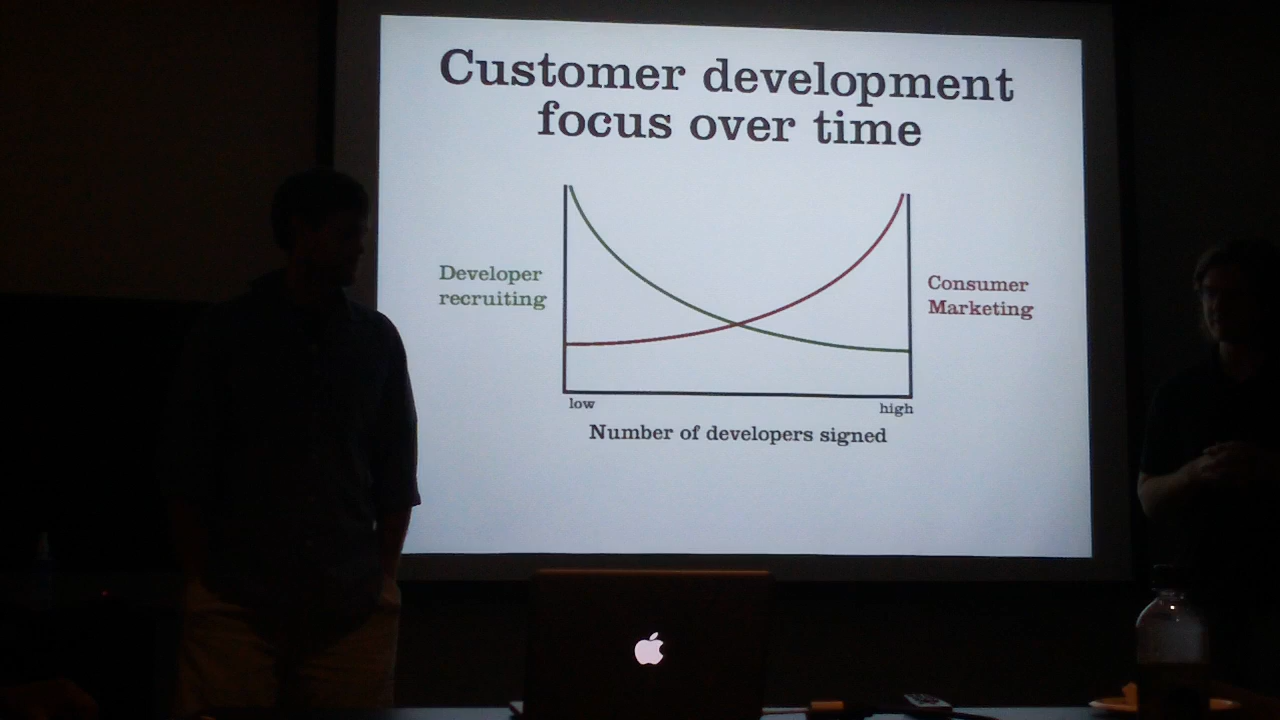 Customer development
focus over time
Developer
recruiting
Consumer
Marketing
low
high
Number of developers signed